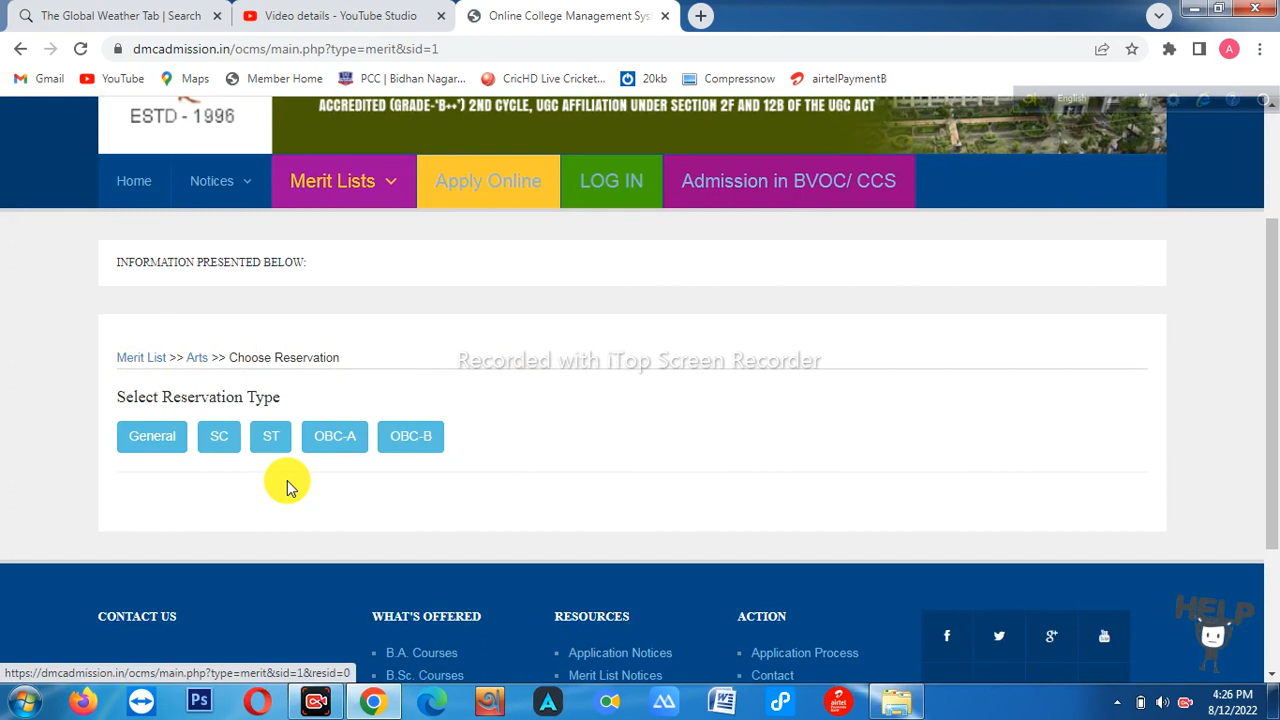 The Global Weather Tab | Search
Video details - YouTube Studio
Online College Management Sys
dmcadmission.in/ocms/main.php?type=merit&sid=1
A
Gmail
YouTube
Maps
Member Home
PCC | Bidhan Nagar...
CricHD Live Cricket...
20kb
Compressnow
airtelPaymentB
English
ESTD - 1996
ACCREDITED (GRADE-'B++') 2ND CYCLE, UGC AFFILIATION UNDER SECTION 2F AND 12B OF THE UGC ACT
Home
Notices
Merit Lists
Apply Online
LOG IN
Admission in BVOC/ CCS
INFORMATION PRESENTED BELOW:
Merit List >> Arts >> Choose Reservation
Recorded with iTop Screen Recorder
Select Reservation Type
General
SC
ST
OBC-A
OBC-B
CONTACT US
WHAT'S OFFERED
B.A. Courses
B.Sc. Courses
RESOURCES
Application Notices
Merit List Notices
ACTION
Application Process
Contact
HELP
https://dmcadmission.in/ocms/main.php?type=merit&sid=1&resid=0
4:26 PM
8/12/2022